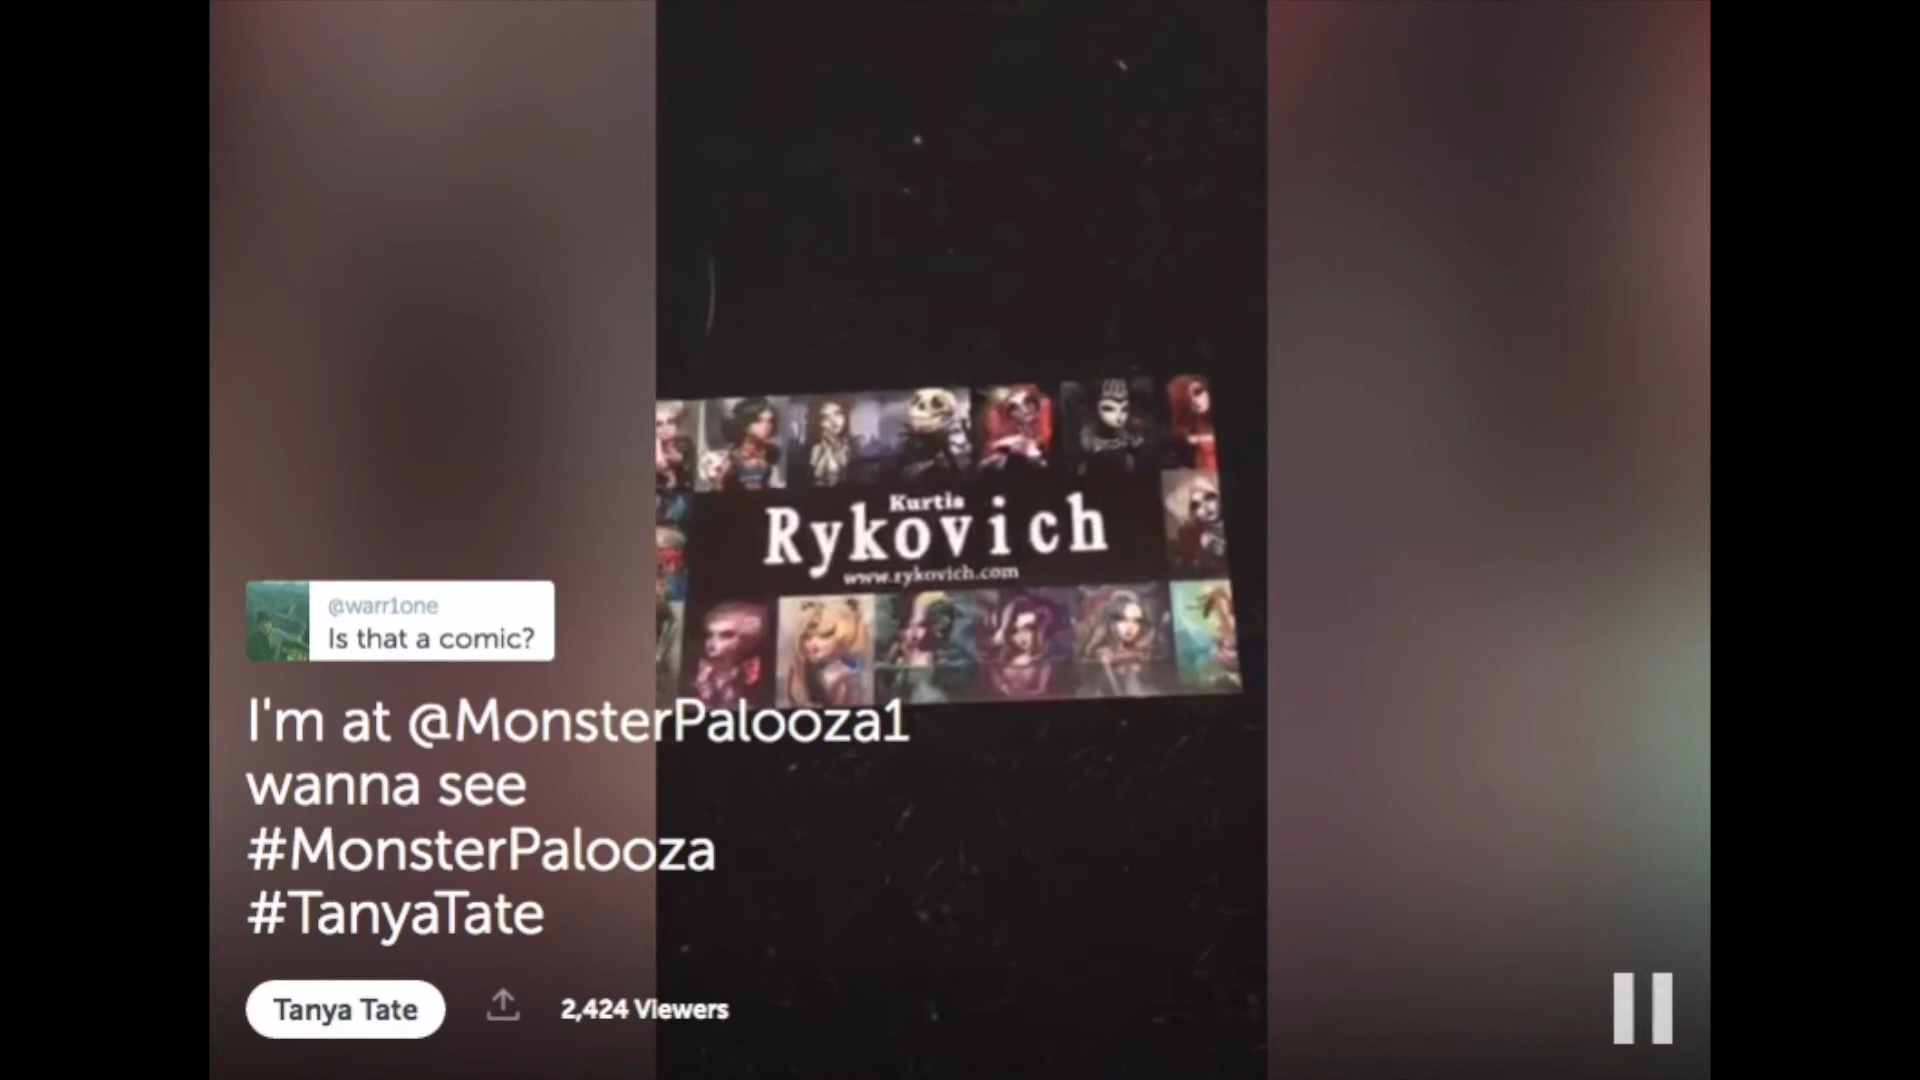 Kurtis
Rykovich
www.rykovich.com
@warr1one
Is that a comic?
I'm at @MonsterPalooza1
wanna see
#MonsterPalooza
#TanyaTate
Tanya Tate
2,424 Viewers